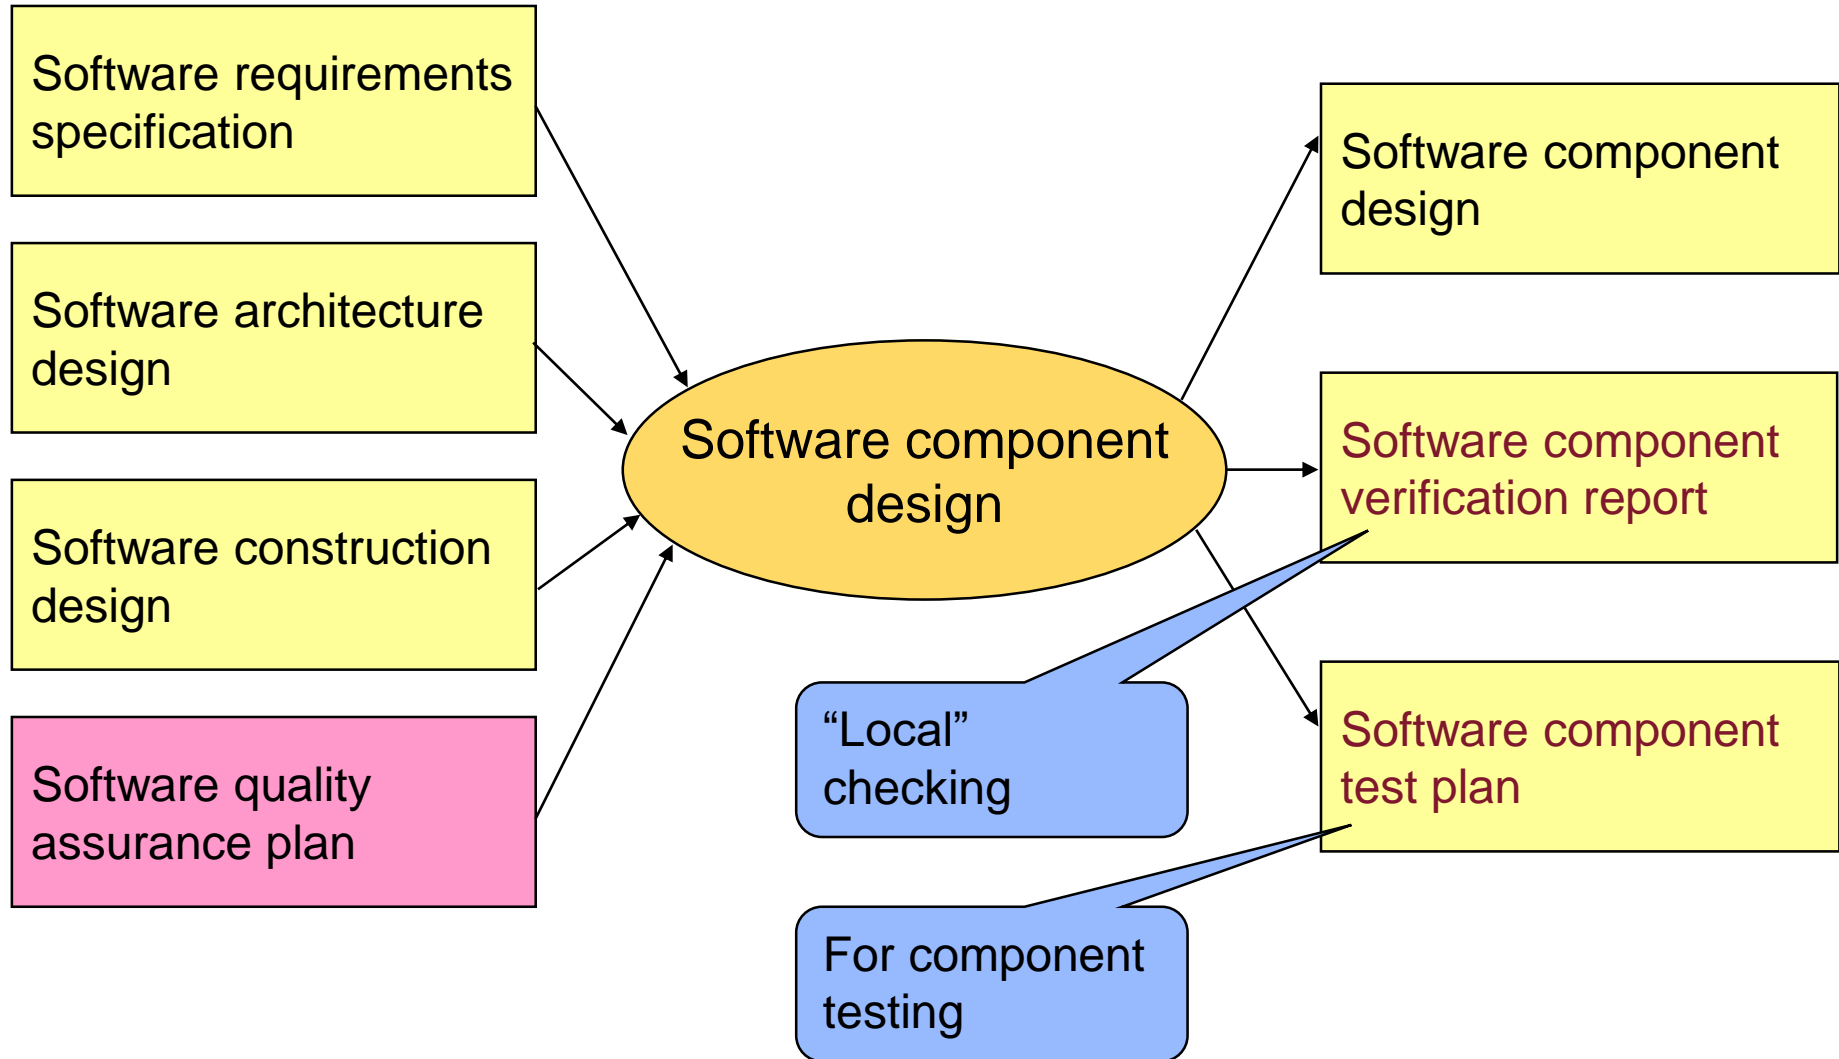 Software requirements
specification
Software architecture
design
Software construction
design
Software quality
assurance plan
Software component
design
Software component
design
Software component
verification report
Software component
test plan
“Local”
checking
For component
testing